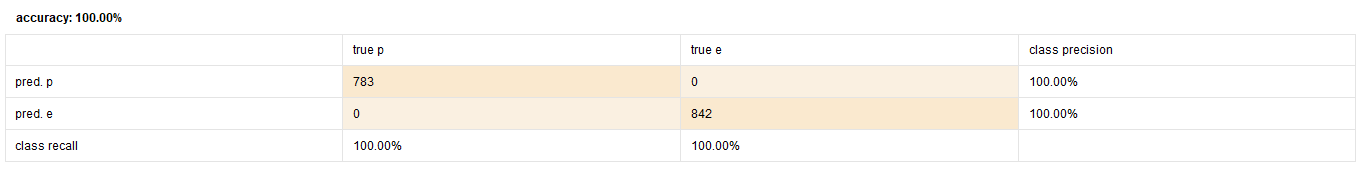 accuracy: 100.00%
true p true e class precision
pred. p 783 0 100.00%
pred. e 0 842 100.00%
class recall 100.00% 100.00%